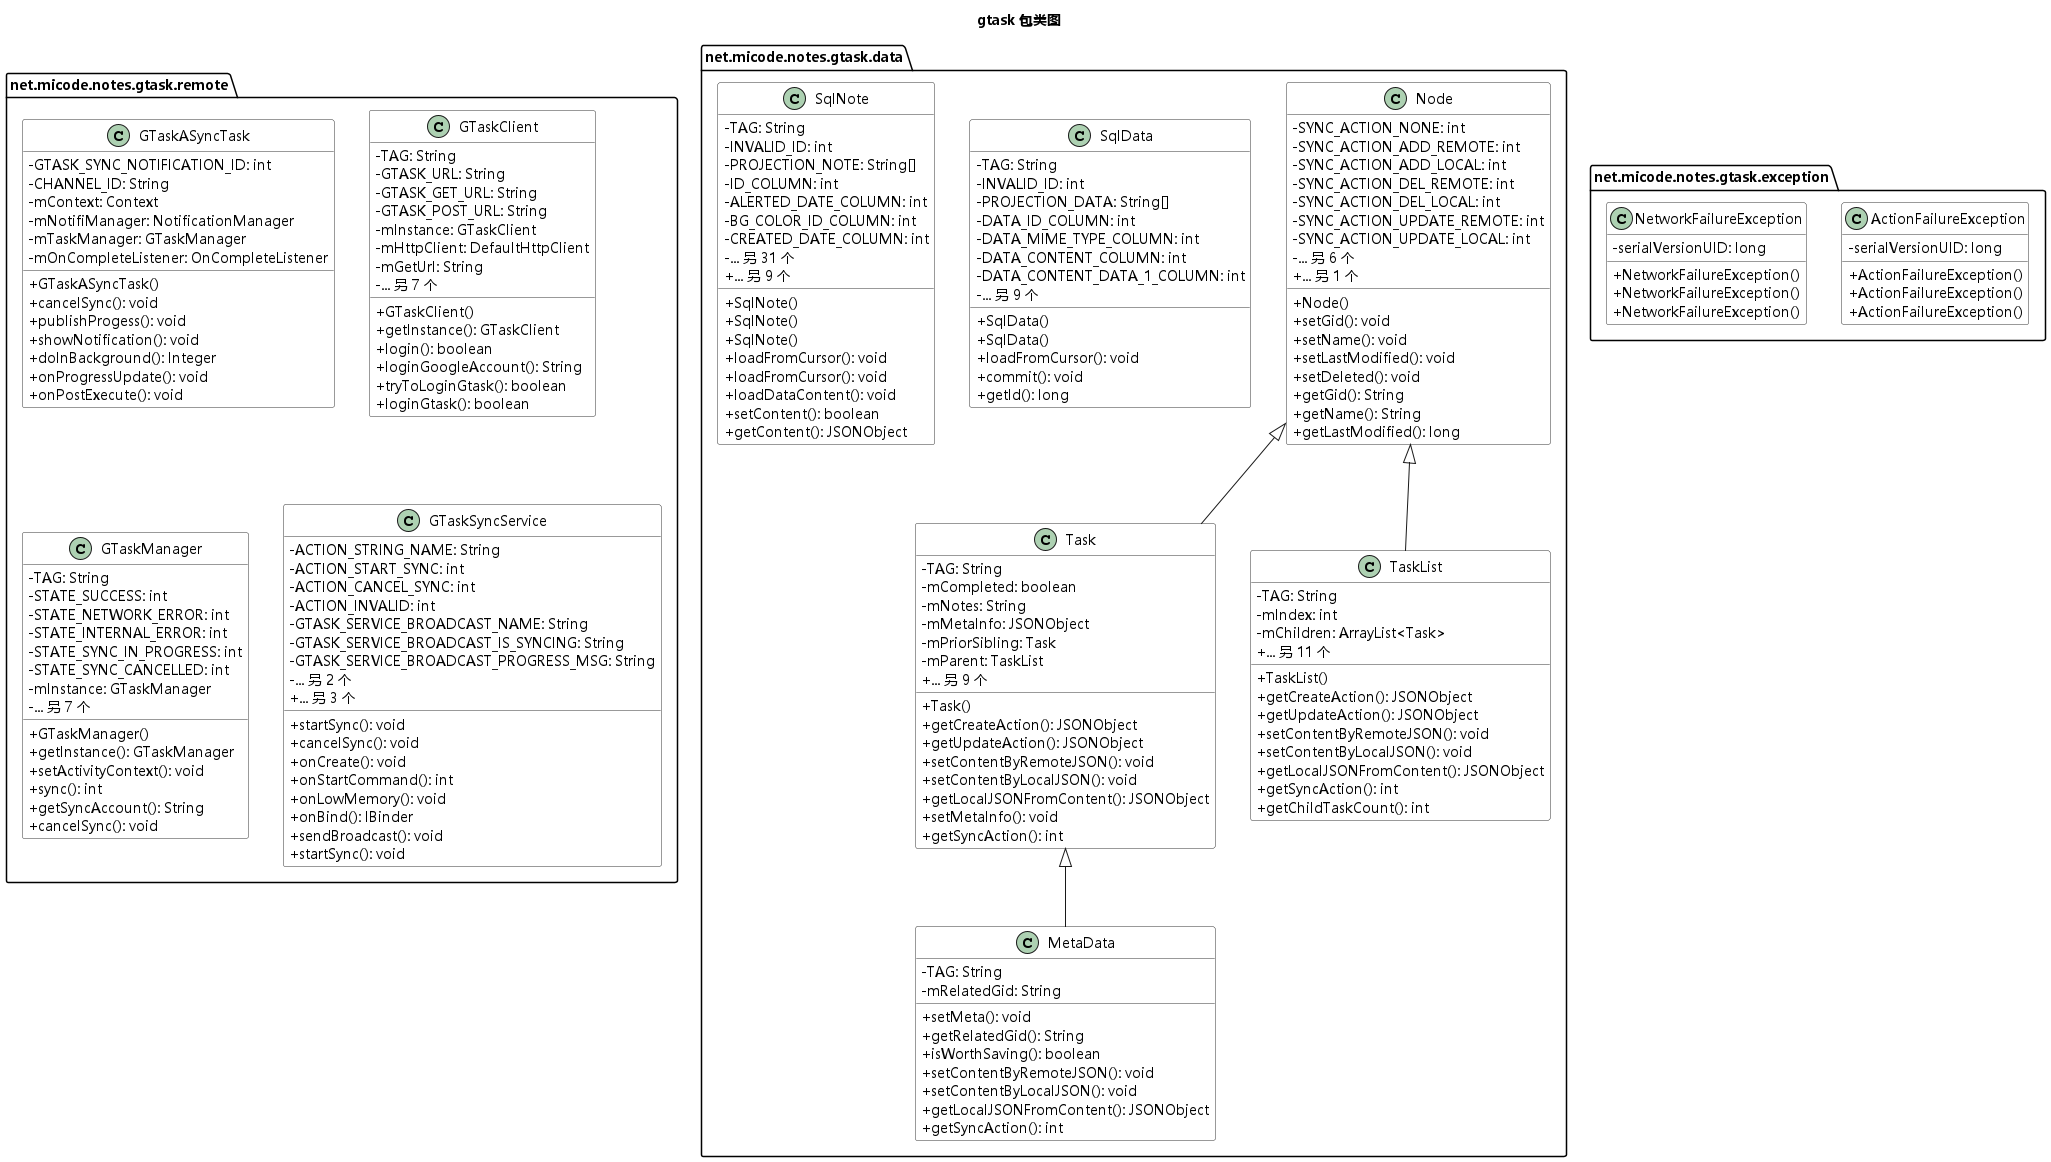 gtask 包类图
net.micode.notes.gtask.remote
C GTaskASyncTask
-GTASK_SYNC_NOTIFICATION_ID: int
-CHANNEL_ID: String
-mContext: Context
-mNotifiManager: NotificationManager
-mTaskManager: GTaskManager
-mOnCompleteListener: OnCompleteListener
+GTaskASyncTask()
+cancelSync(): void
+publishProgess(): void
+showNotification(): void
+doInBackground(): Integer
+onProgressUpdate(): void
+onPostExecute(): void
C GTaskClient
-TAG: String
-GTASK_URL: String
-GTASK_GET_URL: String
-GTASK_POST_URL: String
-mInstance: GTaskClient
-mHttpClient: DefaultHttpClient
-mGetUrl: String
-... 另 7 个
+GTaskClient()
+getInstance(): GTaskClient
+login(): boolean
+loginGoogleAccount(): String
+tryToLoginGtask(): boolean
+loginGtask(): boolean
C GTaskManager
-TAG: String
-STATE_SUCCESS: int
-STATE_NETWORK_ERROR: int
-STATE_INTERNAL_ERROR: int
-STATE_SYNC_IN_PROGRESS: int
-STATE_SYNC_CANCELLED: int
-mInstance: GTaskManager
-... 另 7 个
+GTaskManager()
+getInstance(): GTaskManager
+setActivityContext(): void
+sync(): int
+getSyncAccount(): String
+cancelSync(): void
C GTaskSyncService
-ACTION_STRING_NAME: String
-ACTION_START_SYNC: int
-ACTION_CANCEL_SYNC: int
-ACTION_INVALID: int
-GTASK_SERVICE_BROADCAST_NAME: String
-GTASK_SERVICE_BROADCAST_IS_SYNCING: String
-GTASK_SERVICE_BROADCAST_PROGRESS_MSG: String
-... 另 2 个
+... 另 3 个
+startSync(): void
+cancelSync(): void
+onCreate(): void
+onStartCommand(): int
+onLowMemory(): void
+onBind(): IBinder
+sendBroadcast(): void
+startSync(): void
net.micode.notes.gtask.data
C SqlNote
-TAG: String
-INVALID_ID: int
-PROJECTION_NOTE: String[]
-ID_COLUMN: int
-ALERTED_DATE_COLUMN: int
-BG_COLOR_ID_COLUMN: int
-CREATED_DATE_COLUMN: int
-... 另 31 个
+... 另 9 个
+SqlNote()
+SqlNote()
+SqlNote()
+loadFromCursor(): void
+loadFromCursor(): void
+loadDataContent(): void
+setContent(): boolean
+getContent(): JSONObject
C SqlData
-TAG: String
-INVALID_ID: int
-PROJECTION_DATA: String[]
-DATA_ID_COLUMN: int
-DATA_MIME_TYPE_COLUMN: int
-DATA_CONTENT_COLUMN: int
-DATA_CONTENT_DATA_1_COLUMN: int
-... 另 9 个
+SqlData()
+SqlData()
+loadFromCursor(): void
+commit(): void
+getId(): long
C Node
-SYNC_ACTION_NONE: int
-SYNC_ACTION_ADD_REMOTE: int
-SYNC_ACTION_ADD_LOCAL: int
-SYNC_ACTION_DEL_REMOTE: int
-SYNC_ACTION_DEL_LOCAL: int
-SYNC_ACTION_UPDATE_REMOTE: int
-SYNC_ACTION_UPDATE_LOCAL: int
-... 另 6 个
+... 另 1 个
+Node()
+setGid(): void
+setName(): void
+setLastModified(): void
+setDeleted(): void
+getGid(): String
+getName(): String
+getLastModified(): long
C Task
-TAG: String
-mCompleted: boolean
-mNotes: String
-mMetaInfo: JSONObject
-mPriorSibling: Task
-mParent: TaskList
+... 另 9 个
+Task()
+getCreateAction(): JSONObject
+getUpdateAction(): JSONObject
+setContentByRemoteJSON(): void
+setContentByLocalJSON(): void
+getLocalJSONFromContent(): JSONObject
+setMetaInfo(): void
+getSyncAction(): int
C TaskList
-TAG: String
-mIndex: int
-mChildren: ArrayList<Task>
+... 另 11 个
+TaskList()
+getCreateAction(): JSONObject
+getUpdateAction(): JSONObject
+setContentByRemoteJSON(): void
+setContentByLocalJSON(): void
+getLocalJSONFromContent(): JSONObject
+getSyncAction(): int
+getChildTaskCount(): int
C MetaData
-TAG: String
-mRelatedGid: String
+setMeta(): void
+getRelatedGid(): String
+isWorthSaving(): boolean
+setContentByRemoteJSON(): void
+setContentByLocalJSON(): void
+getLocalJSONFromContent(): JSONObject
+getSyncAction(): int
net.micode.notes.gtask.exception
C NetworkFailureException
-serialVersionUID: long
+NetworkFailureException()
+NetworkFailureException()
+NetworkFailureException()
C ActionFailureException
-serialVersionUID: long
+ActionFailureException()
+ActionFailureException()
+ActionFailureException()